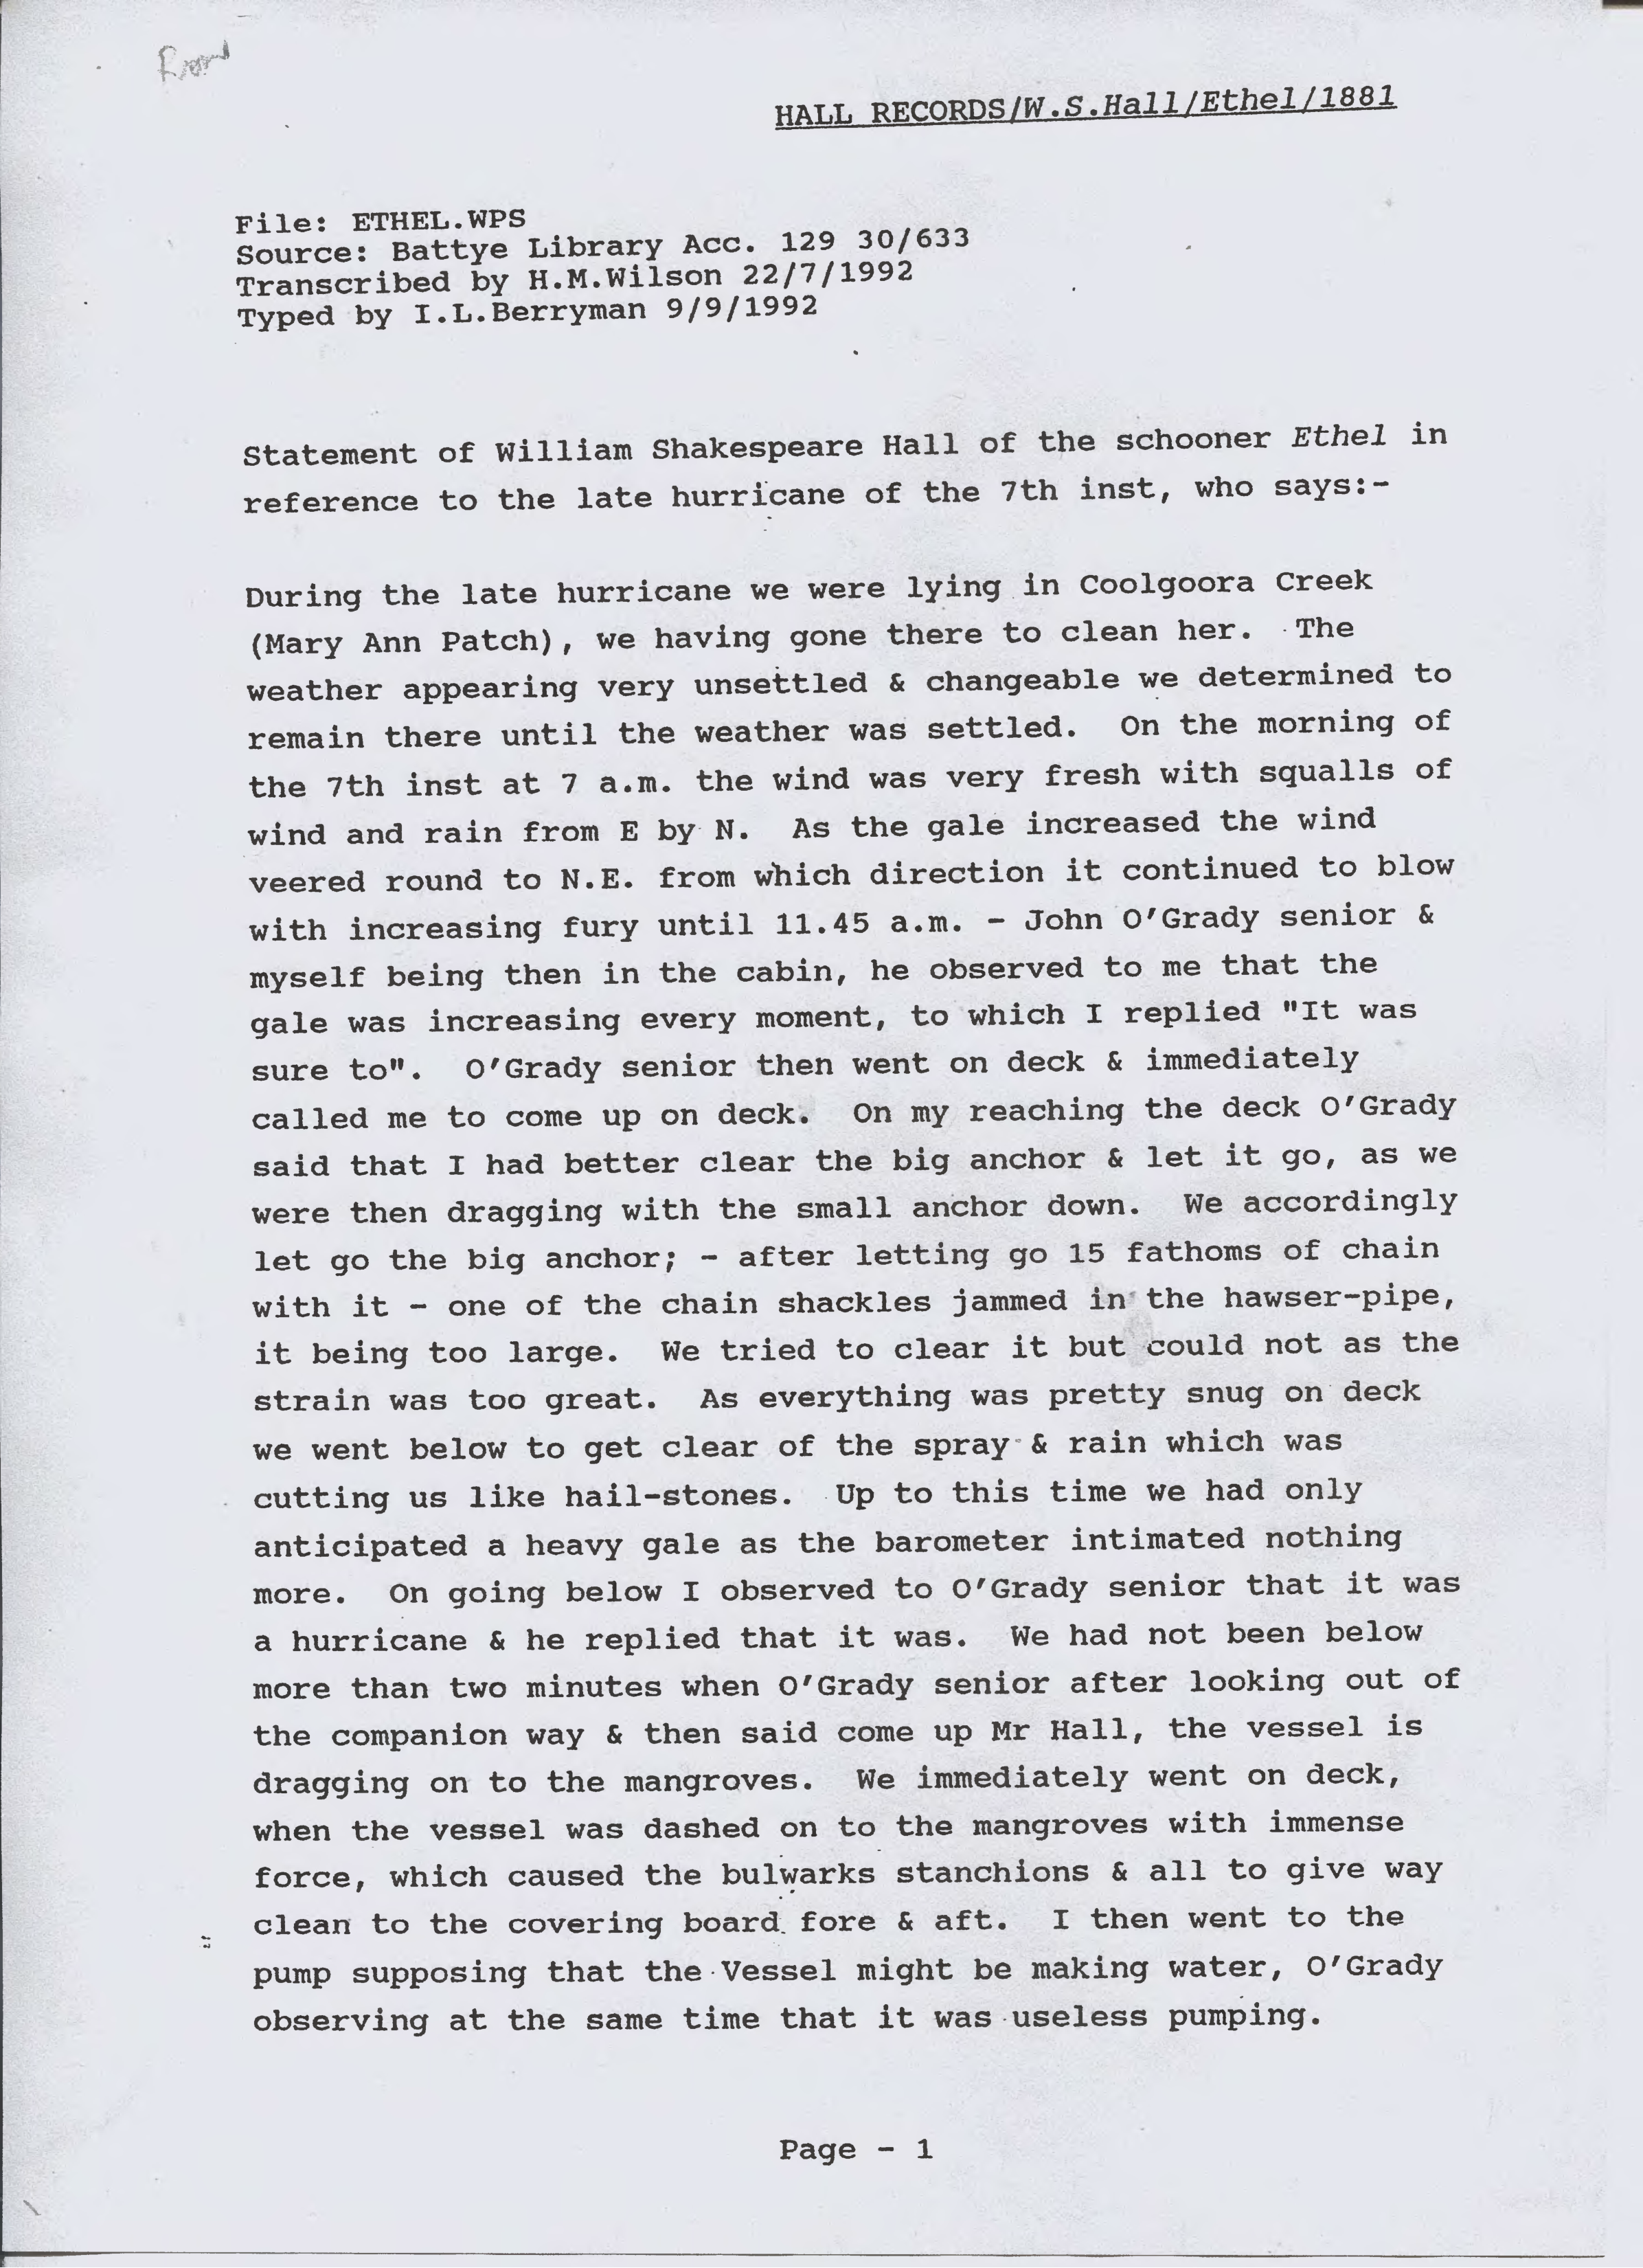 HALL RECORDS/W.S.Hall/Ethel/1881
File: ETHEL.WPS
Source: Battye Library Acc. 129 30/633
Transcribed by H.M.Wilson 22/7/1992
Typed by I.L.Berryman 9/9/1992
Statement of William Shakespeare Hall of the schooner Ethel in
reference to the late hurricane of the 7th inst, who says:-
During the late hurricane we were lying in Coolgoora Creek
(Mary Ann Patch), we having gone there to clean her. The
weather appearing very unsettled & changeable we determined to
remain there until the weather was settled. On the morning of
the 7th inst at 7 a.m. the wind was very fresh with squalls of
wind and rain from E by N. As the gale increased the wind
veered round to N.E. from which direction it continued to blow
with increasing fury until 11.45 a.m. - John O'Grady senior &
myself being then in the cabin, he observed to me that the
gale was increasing every moment, to which I replied "It was
sure to". O'Grady senior then went on deck & immediately
called me to come up on deck. On my reaching the deck O'Grady
said that I had better clear the big anchor & let it go, as we
were then dragging with the small anchor down. We accordingly
let go the big anchor; - after letting go 15 fathoms of chain
with it - one of the chain shackles jammed in the hawser-pipe,
it being too large. We tried to clear it but could not as the
strain was too great. As everything was pretty snug on deck
we went below to get clear of the spray & rain which was
cutting us like hail-stones. Up to this time we had only
anticipated a heavy gale as the barometer intimated nothing
more. On going below I observed to O'Grady senior that it was
a hurricane & he replied that it was. We had not been below
more than two minutes when O'Grady senior after looking out of
the companion way & then said come up Mr Hall, the vessel is
dragging on to the mangroves. We immediately went on deck,
when the vessel was dashed on to the mangroves with immense
force, which caused the bulwarks stanchions & all to give way
clean to the covering board fore & aft. I then went to the
pump supposing that the Vessel might be making water, O'Grady
observing at the same time that it was useless pumping.
Page - 1